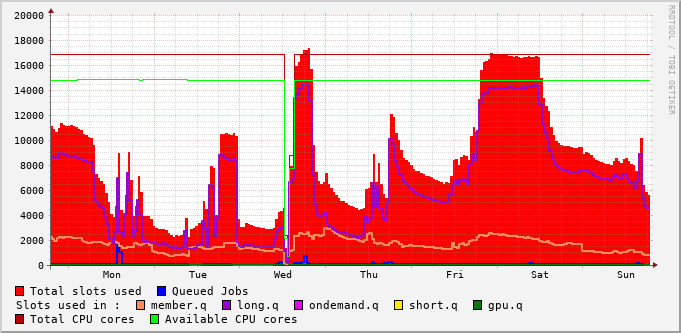 RRDTOOL / TOBI OETIKER
20000
18000
16000
14000
12000
10000
8000
6000
4000
2000
0
Mon Tue Wed Thu Fri Sat Sun
Total slots used Queued Jobs
Slots used in : member.q long.q ondemand.q short.q gpu.q
Total CPU cores Available CPU cores